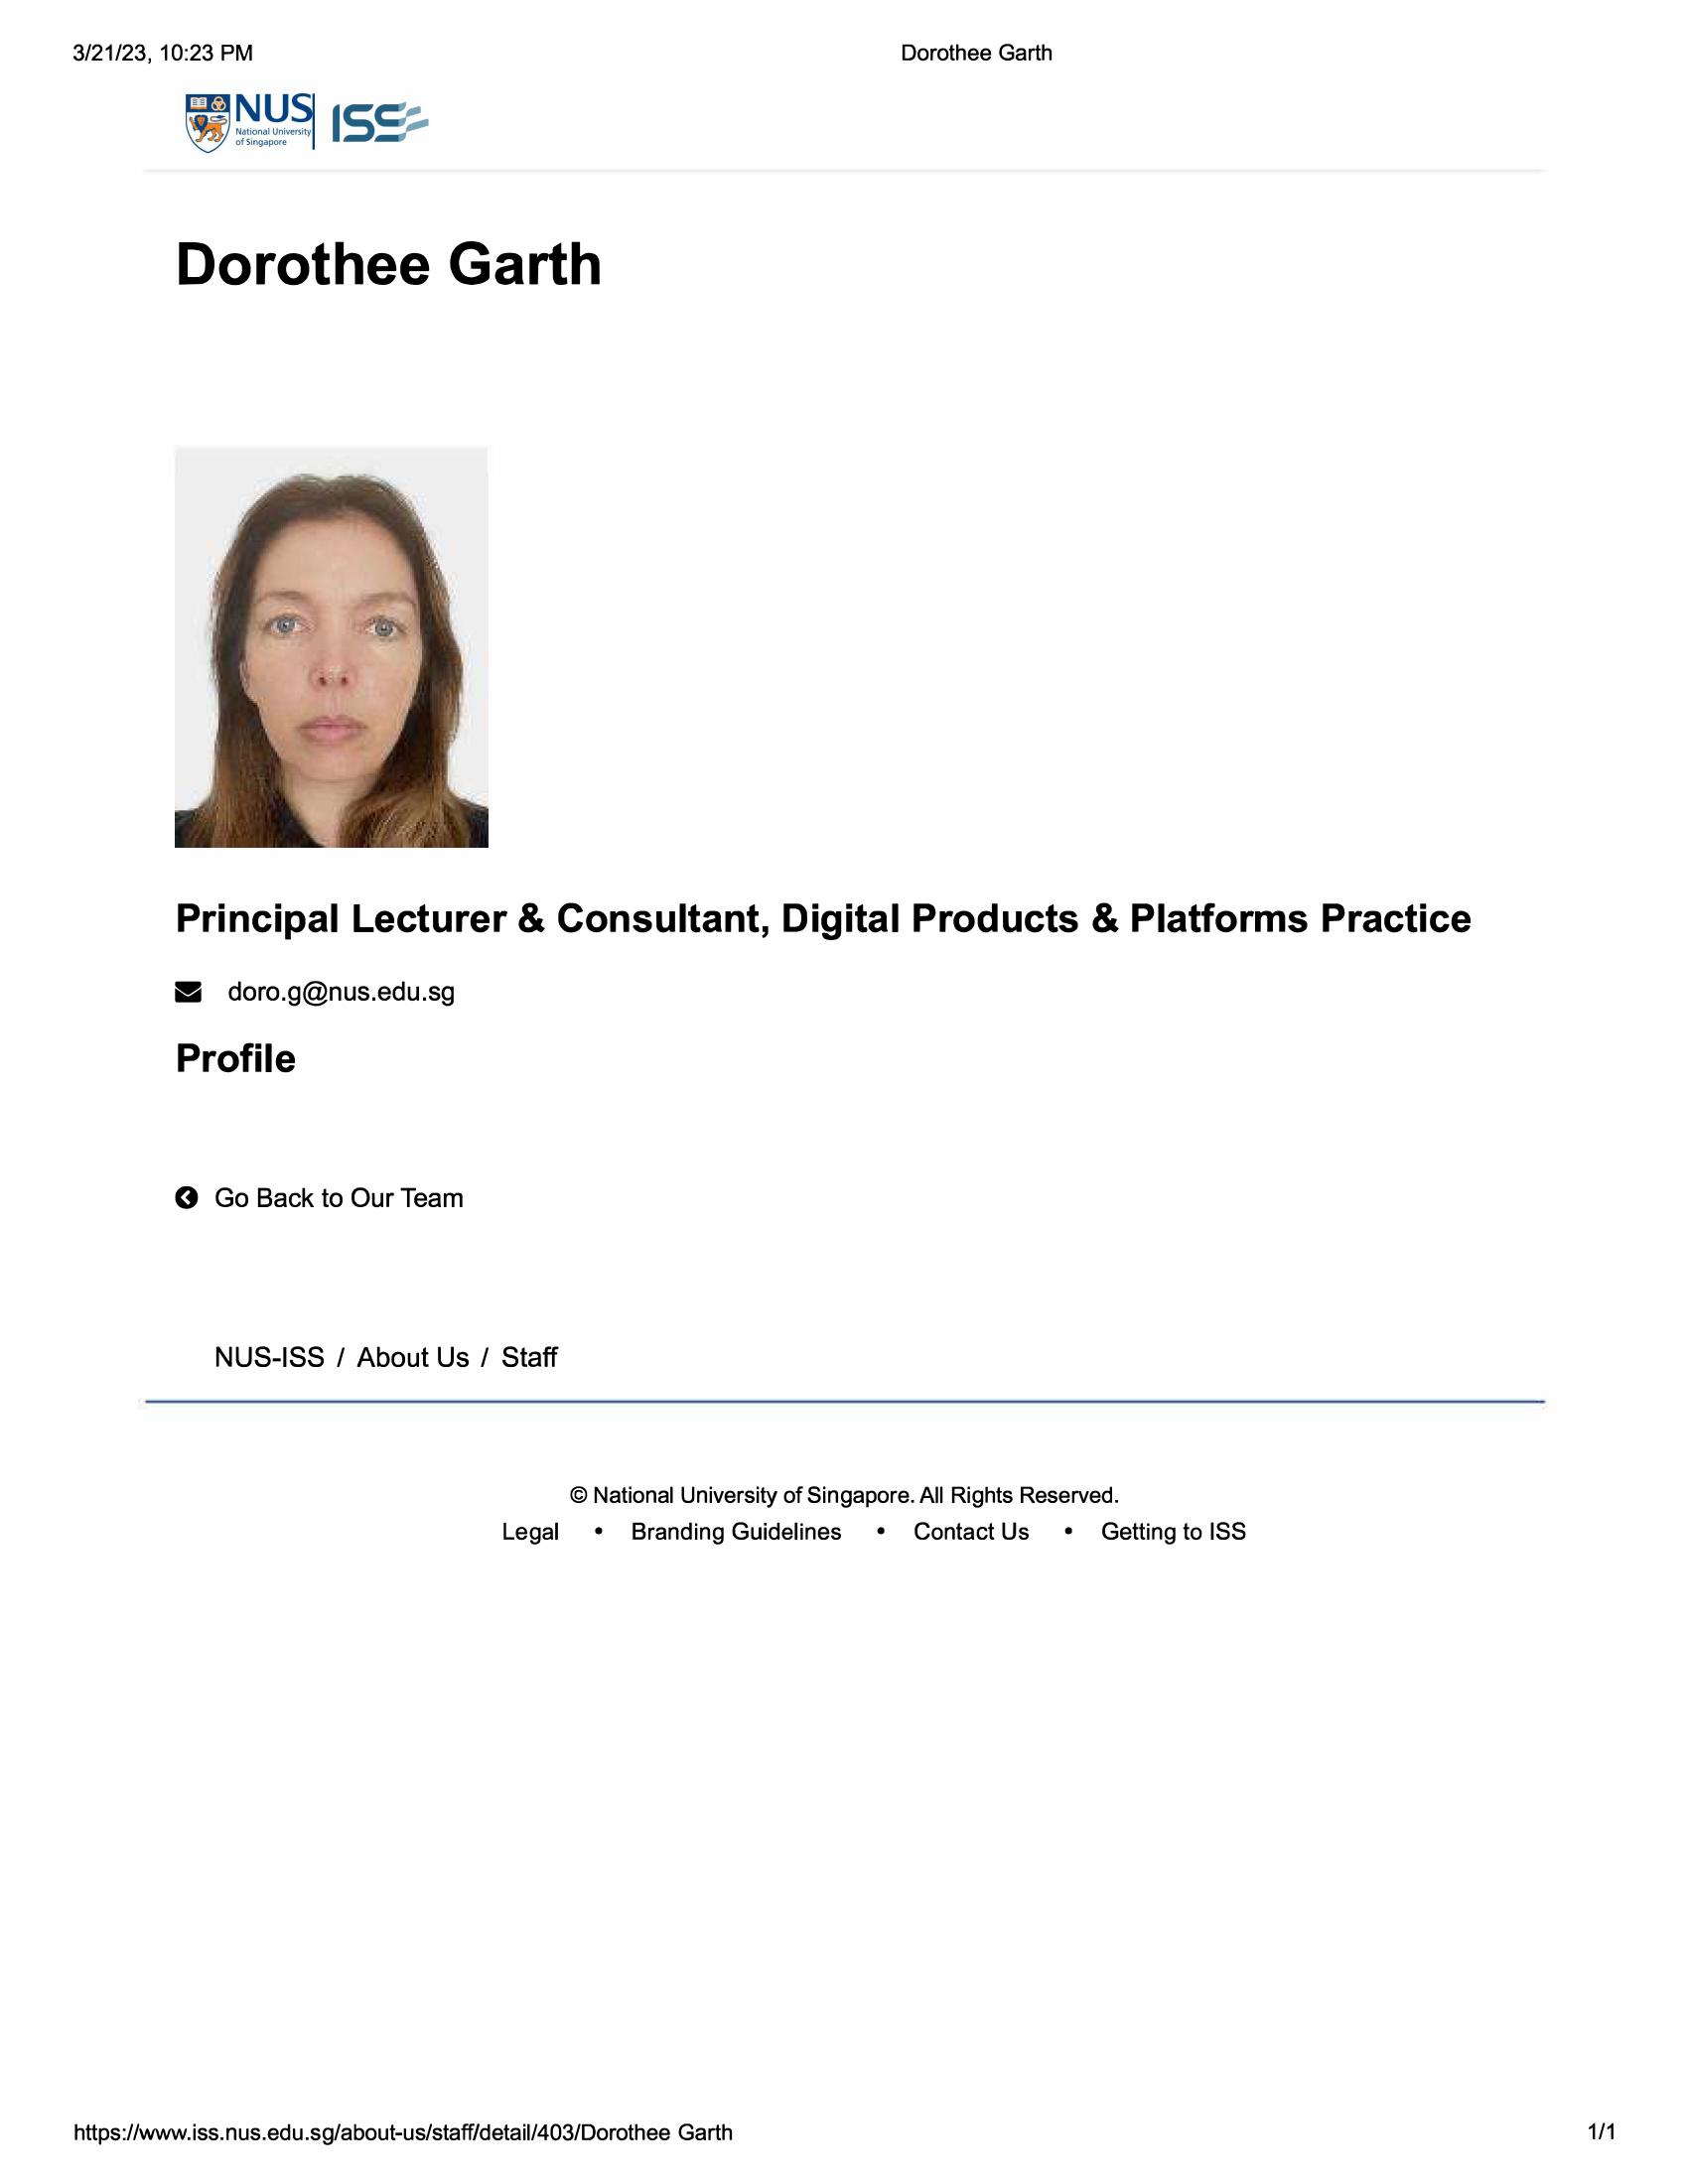 3/21/23, 10:23 PM
Dorothee Garth
NUS
National University
of Singapore
ISS
Dorothee Garth
Principal Lecturer & Consultant, Digital Products & Platforms Practice
doro.g@nus.edu.sg
Profile
Go Back to Our Team
NUS-ISS / About Us / Staff
© National University of Singapore. All Rights Reserved.
Legal • Branding Guidelines • Contact Us • Getting to ISS
https://www.iss.nus.edu.sg/about-us/staff/detail/403/Dorothee Garth
1/1